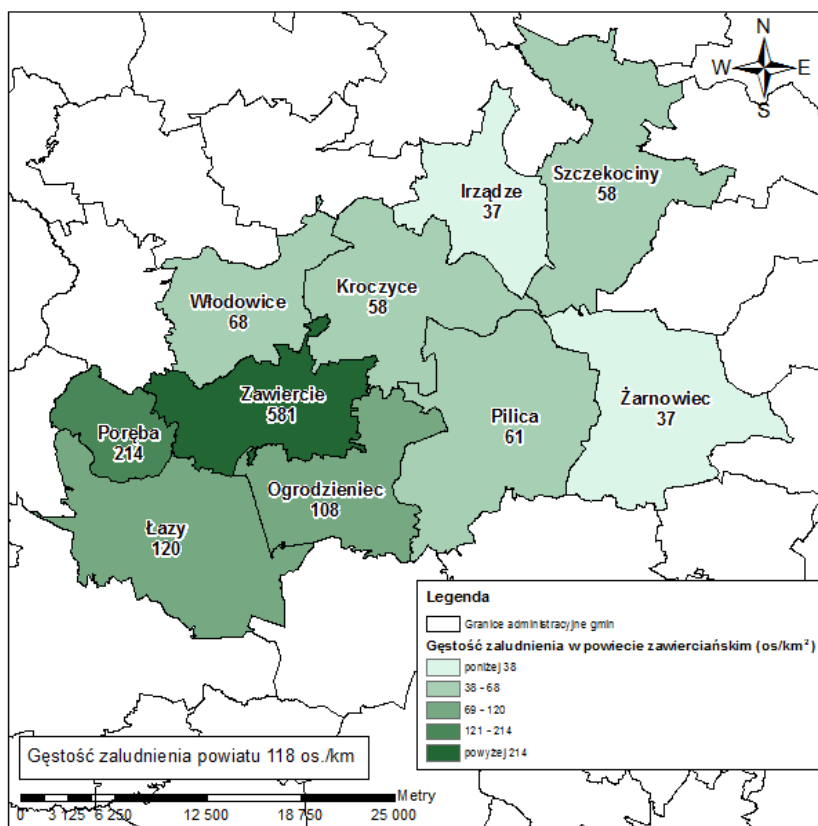 N
W E
S
Szczekociny
58
Irządze
37
Kroczyce
58
Włodowice
68
Zawiercie
581
Żarnowiec
37
Pilica
61
Poręba
214
Ogrodzieniec
108
Łazy
120
Legenda
Granice administracyjne gmin
Gęstość zaludnienia w powiecie zawierciańskim (os/km²)
poniżej 38
38 - 68
69 - 120
121 - 214
powyżej 214
Gęstość zaludnienia powiatu 118 os./km
Metry
0 3 125 6 250 12 500 18 750 25 000